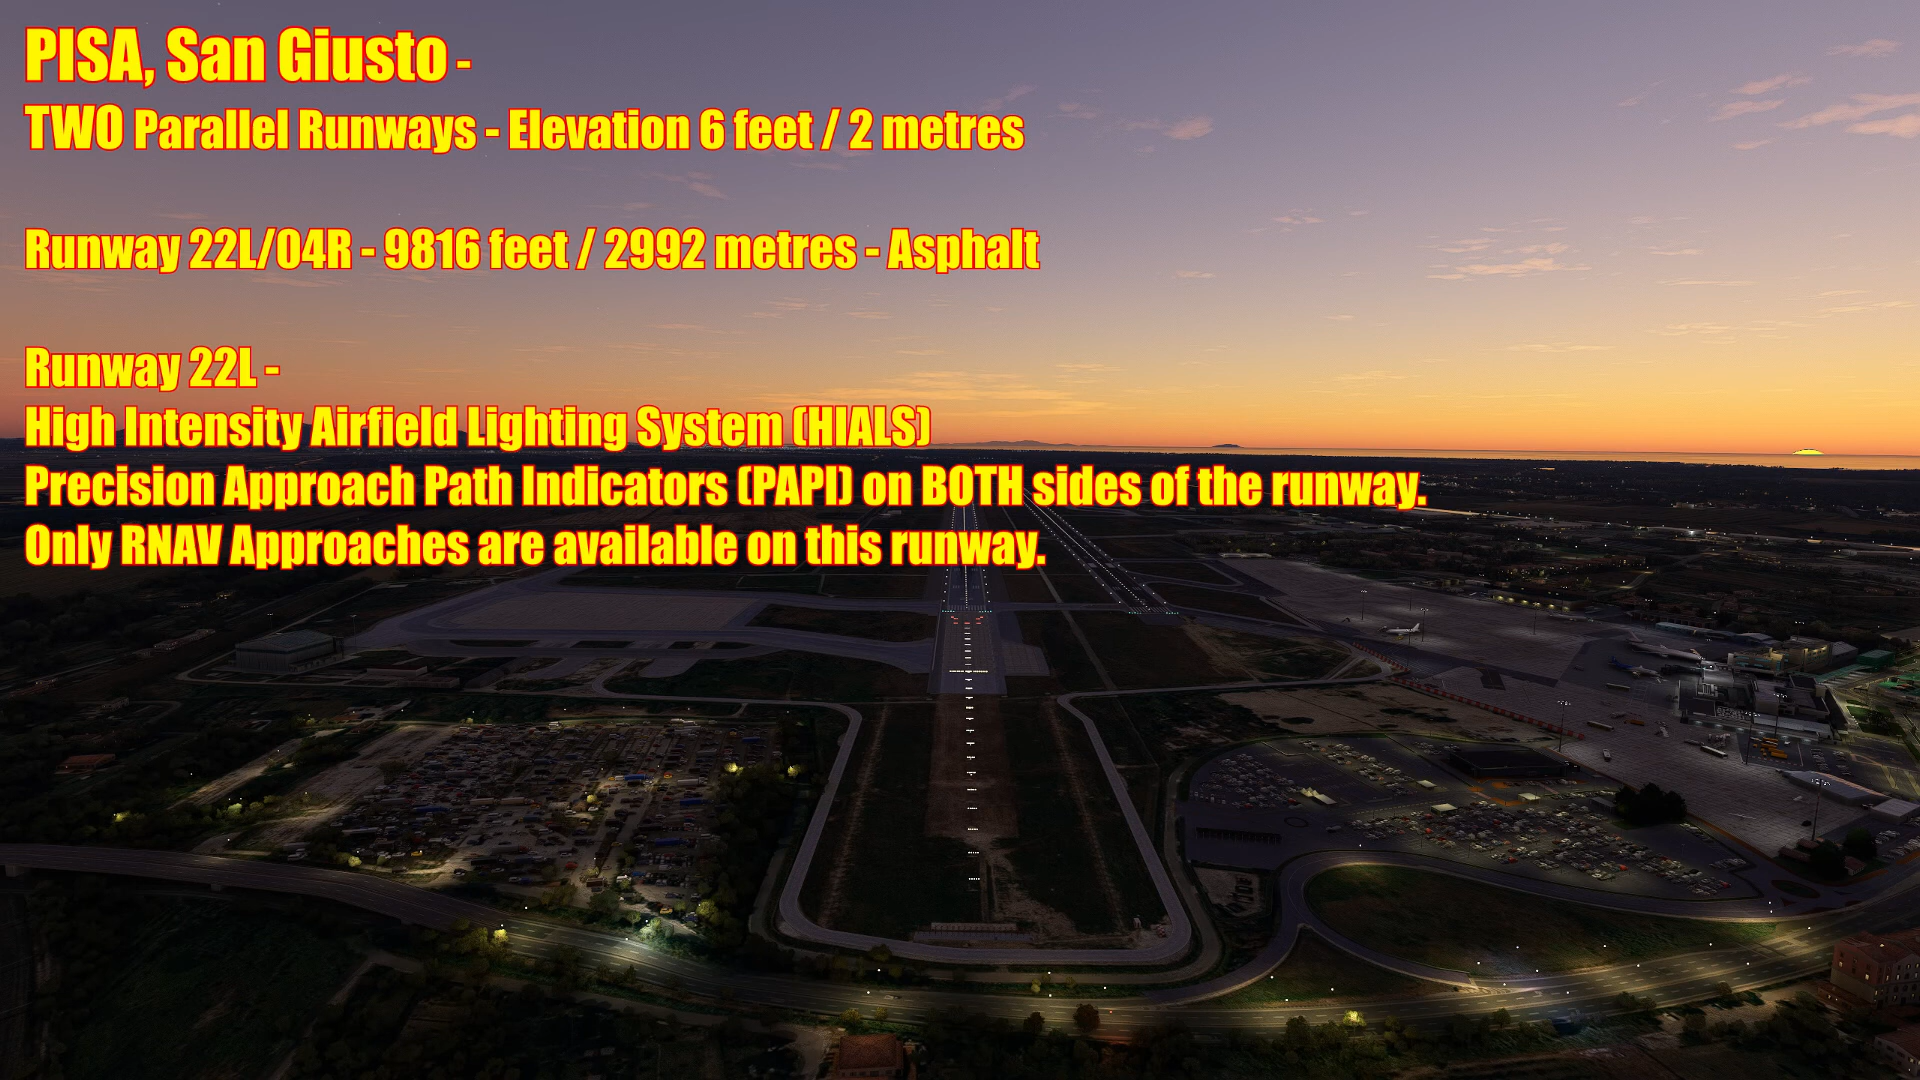 PISA, San Giusto -
TWO Parallel Runways - Elevation 6 feet / 2 metres
Runway 22L/04R - 9816 feet / 2992 metres - Asphalt
Runway 22L -
High Intensity Airfield Lighting System (HIALS)
Precision Approach Path Indicators (PAPI) on BOTH sides of the runway.
Only RNAV Approaches are available on this runway.